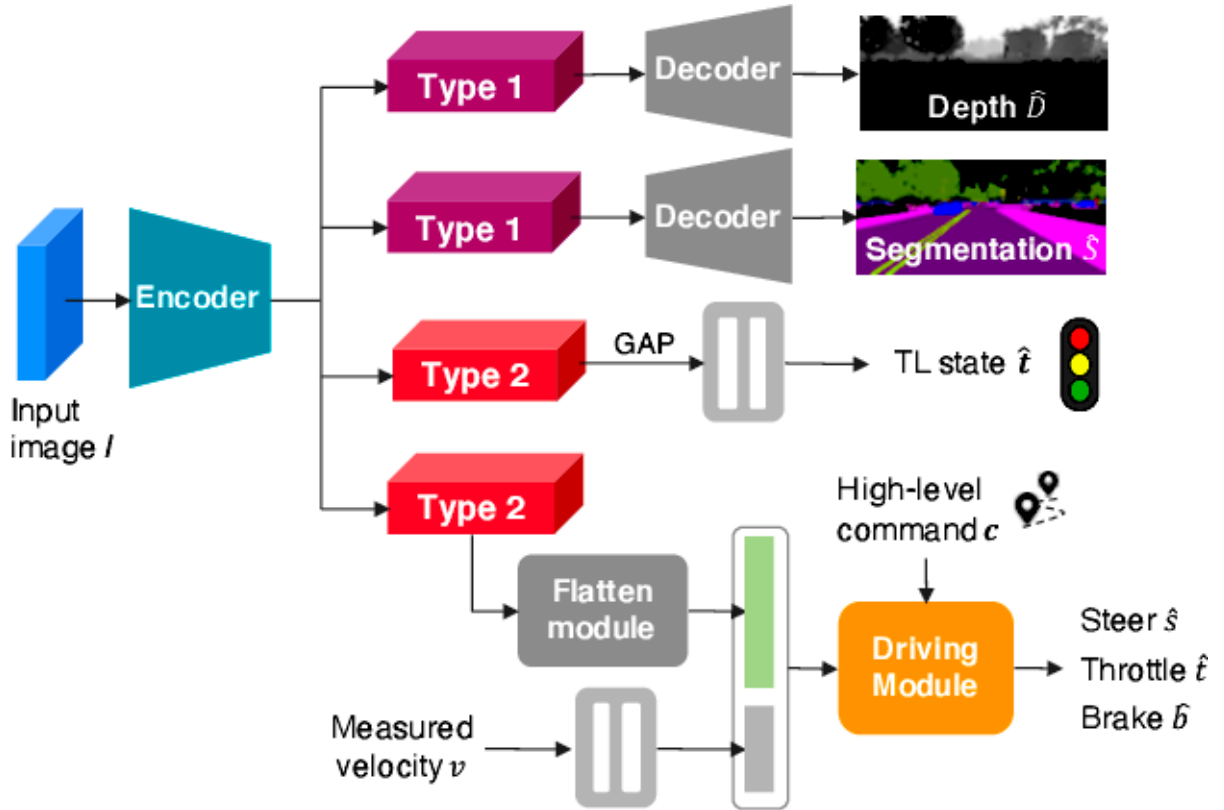 Type 1
Decoder
Depth D̂
Type 1
Decoder
Segmentation Ŝ
Encoder
Input
image I
Type 2
GAP
TL state t̂
Type 2
High-level
command c
Flatten
module
Driving
Module
Steer ŝ
Throttle t̂
Brake b̂
Measured
velocity v